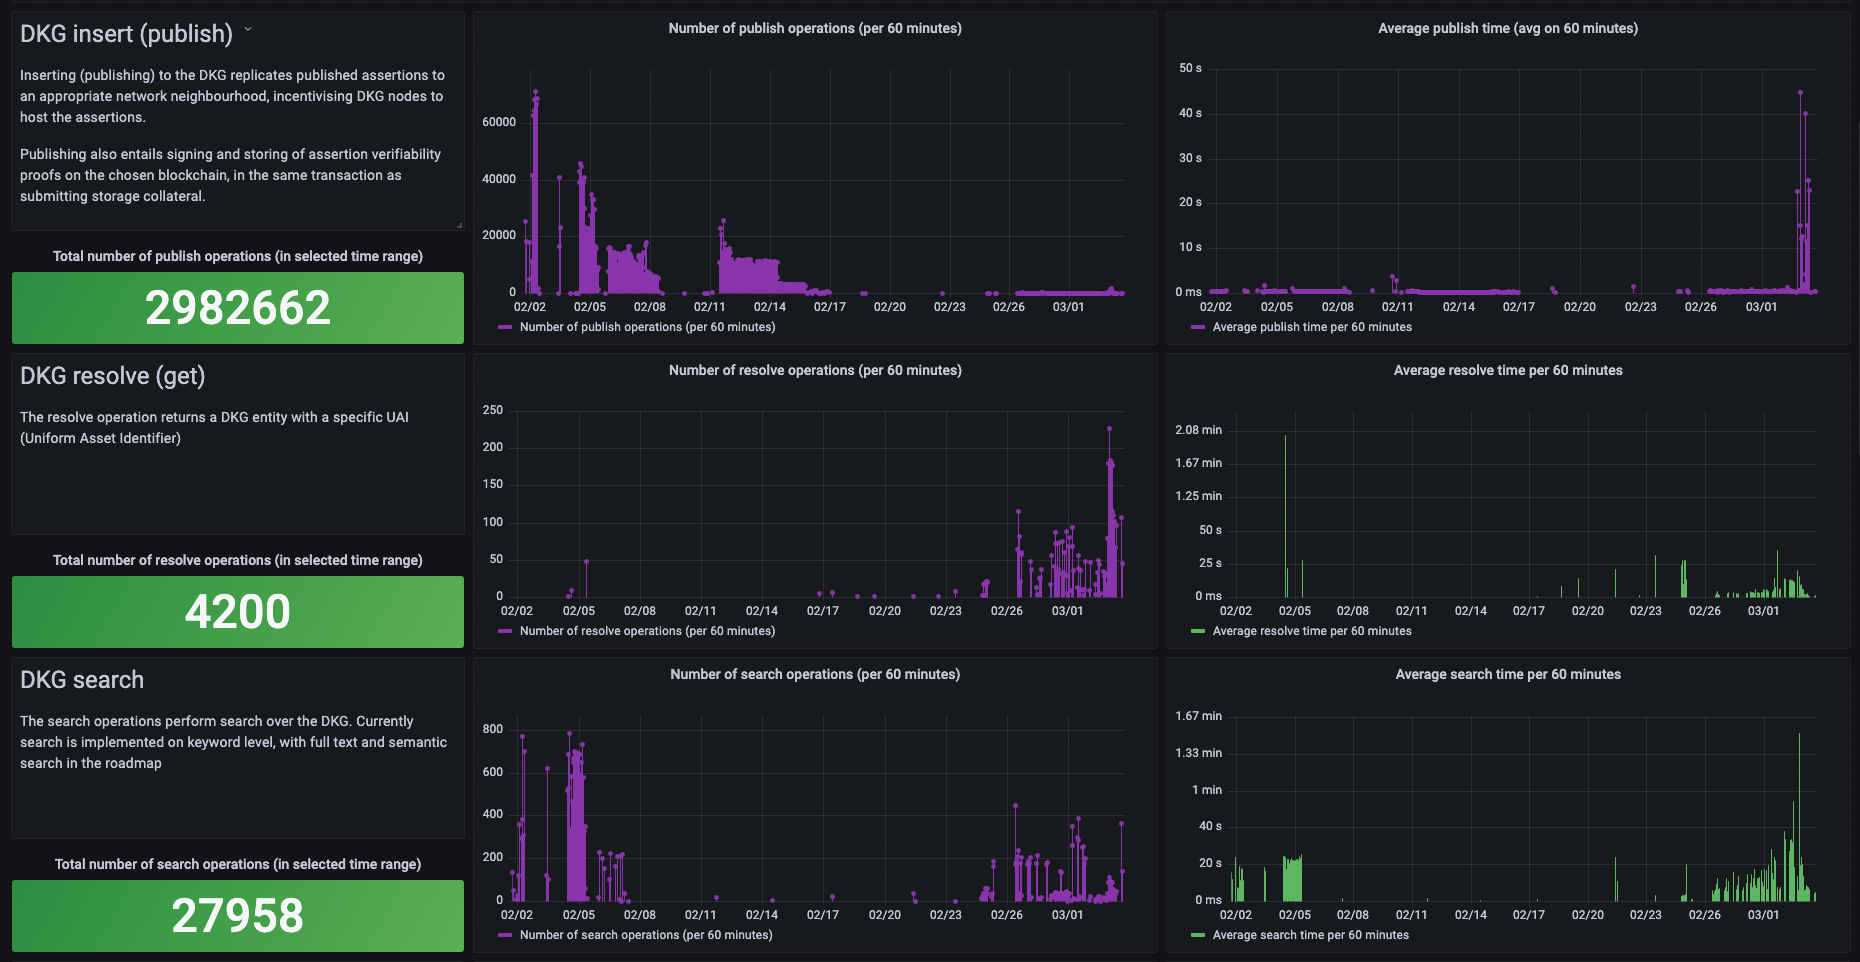 DKG insert (publish)
Inserting (publishing) to the DKG replicates published assertions to
an appropriate network neighbourhood, incentivising DKG nodes to
host the assertions.
Publishing also entails signing and storing of assertion verifiability
proofs on the chosen blockchain, in the same transaction as
submitting storage collateral.
Total number of publish operations (in selected time range)
2982662
Number of publish operations (per 60 minutes)
60000
40000
20000
0
02/02 02/05 02/08 02/11 02/14 02/17 02/20 02/23 02/26 03/01
Number of publish operations (per 60 minutes)
Average publish time (avg on 60 minutes)
50 s
40 s
30 s
20 s
10 s
0 ms
02/02 02/05 02/08 02/11 02/14 02/17 02/20 02/23 02/26 03/01
Average publish time per 60 minutes
DKG resolve (get)
The resolve operation returns a DKG entity with a specific UAI
(Uniform Asset Identifier)
Total number of resolve operations (in selected time range)
4200
Number of resolve operations (per 60 minutes)
250
200
150
100
50
0
02/02 02/05 02/08 02/11 02/14 02/17 02/20 02/23 02/26 03/01
Number of resolve operations (per 60 minutes)
Average resolve time per 60 minutes
2.08 min
1.67 min
1.25 min
50 s
25 s
0 ms
02/02 02/05 02/08 02/11 02/14 02/17 02/20 02/23 02/26 03/01
Average resolve time per 60 minutes
DKG search
The search operations perform search over the DKG. Currently
search is implemented on keyword level, with full text and semantic
search in the roadmap
Total number of search operations (in selected time range)
27958
Number of search operations (per 60 minutes)
800
600
400
200
0
02/02 02/05 02/08 02/11 02/14 02/17 02/20 02/23 02/26 03/01
Number of search operations (per 60 minutes)
Average search time per 60 minutes
1.67 min
1.33 min
1 min
40 s
20 s
0 ms
02/02 02/05 02/08 02/11 02/14 02/17 02/20 02/23 02/26 03/01
Average search time per 60 minutes